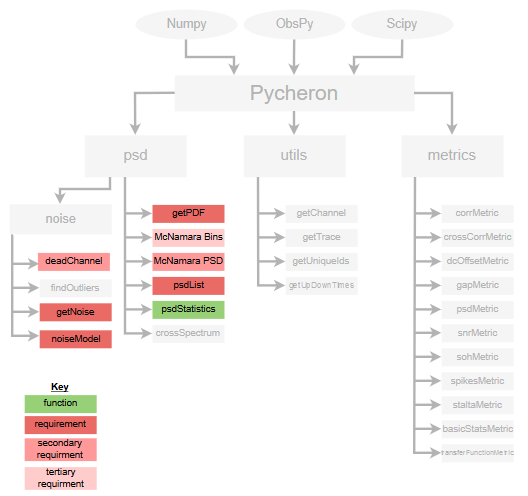 Numpy
ObsPy
Scipy
Pycheron
psd
utils
metrics
noise
deadChannel
findOutliers
getNoise
noiseModel
getPDF
McNamara Bins
McNamara PSD
psdList
psdStatistics
crossSpectrum
getChannel
getTrace
getUniqueIds
getUpDownTimes
corrMetric
crossCorrMetric
dcOffsetMetric
gapMetric
psdMetric
snrMetric
sohMetric
spikesMetric
staltaMetric
basicStatsMetric
transferFunctionMetric
Key
function
requirement
secondary
requirment
tertiary
requirment